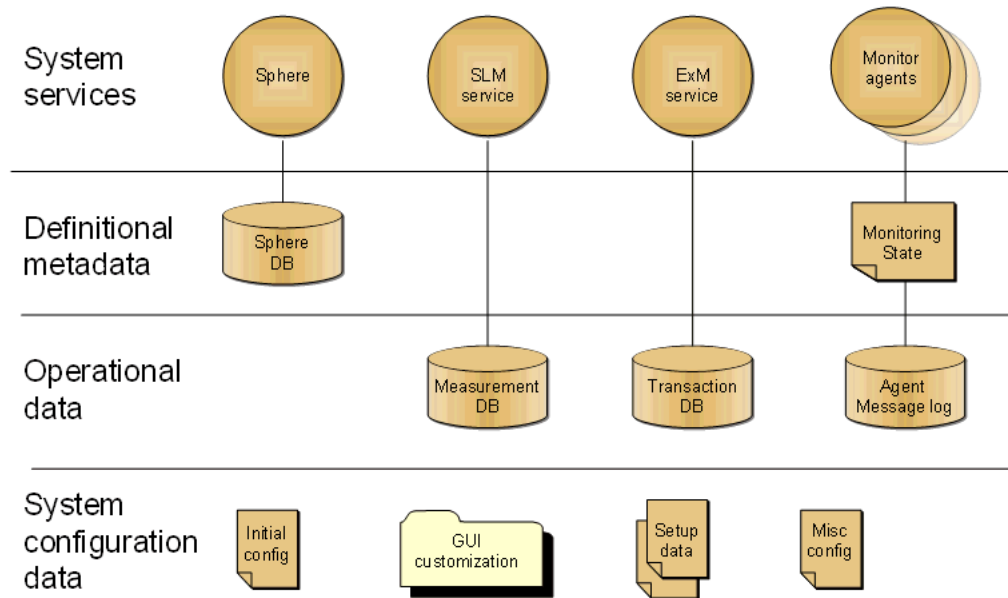 System
services
Sphere
SLM
service
ExM
service
Monitor
agents
Definitional
metadata
Sphere
DB
Monitoring
State
Operational
data
Measurement
DB
Transaction
DB
Agent
Message log
System
configuration
data
Initial
config
GUI
customization
Setup
data
Misc
config